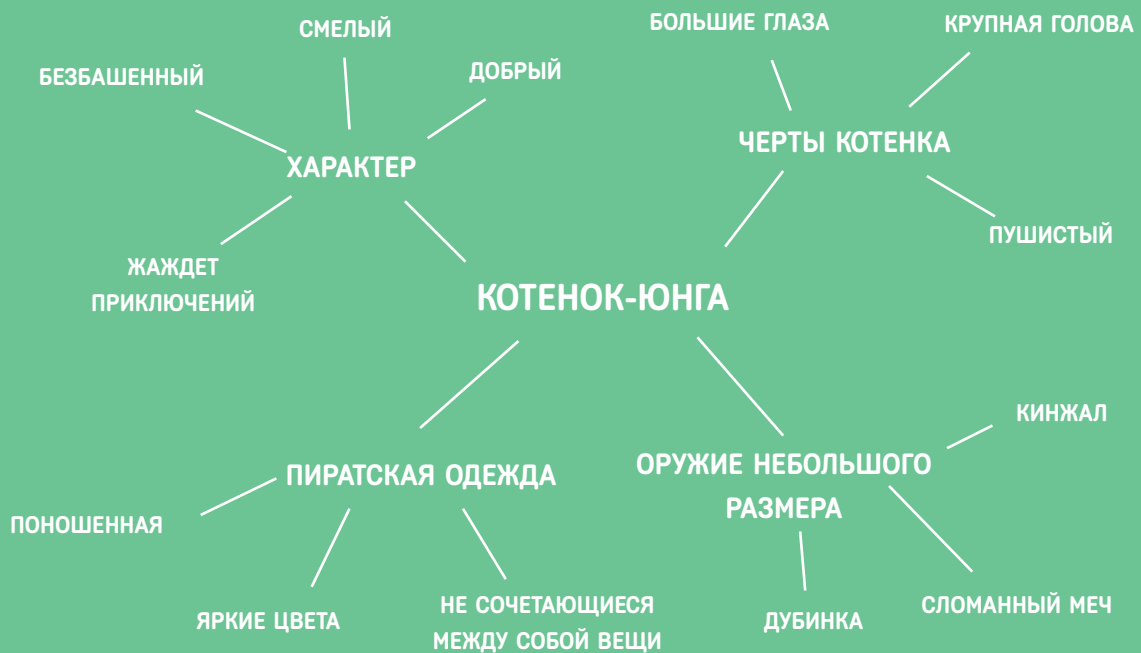 СМЕЛЫЙ
БЕЗБАШЕННЫЙ
ДОБРЫЙ
ХАРАКТЕР
ЖАЖДЕТ
ПРИКЛЮЧЕНИЙ
БОЛЬШИЕ ГЛАЗА
КРУПНАЯ ГОЛОВА
ЧЕРТЫ КОТЕНКА
ПУШИСТЫЙ
КОТЕНОК-ЮНГА
ПИРАТСКАЯ ОДЕЖДА
ПОНОШЕННАЯ
ЯРКИЕ ЦВЕТА
НЕ СОЧЕТАЮЩИЕСЯ
МЕЖДУ СОБОЙ ВЕЩИ
ОРУЖИЕ НЕБОЛЬШОГО
РАЗМЕРА
КИНЖАЛ
ДУБИНКА
СЛОМАННЫЙ МЕЧ